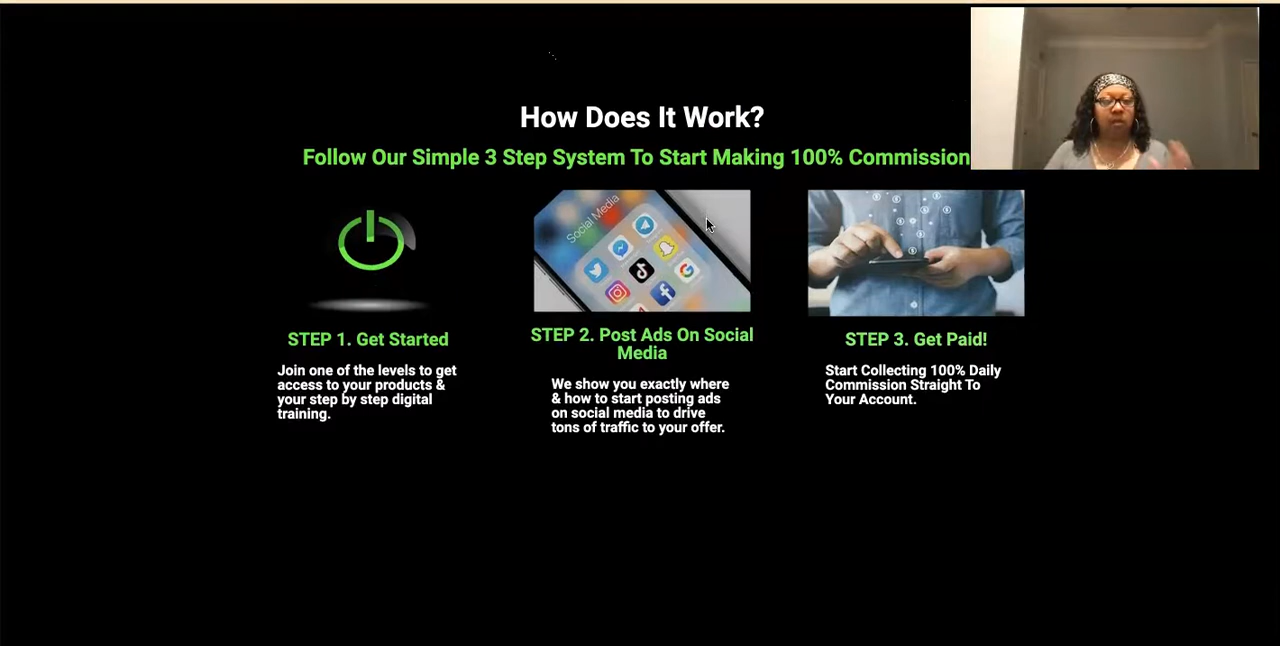 How Does It Work?
Follow Our Simple 3 Step System To Start Making 100% Commission
STEP 1. Get Started
Join one of the levels to get
access to your products &
your step by step digital
training.
Social Media
STEP 2. Post Ads On Social
Media
We show you exactly where
& how to start posting ads
on social media to drive
tons of traffic to your offer.
STEP 3. Get Paid!
Start Collecting 100% Daily
Commission Straight To
Your Account.